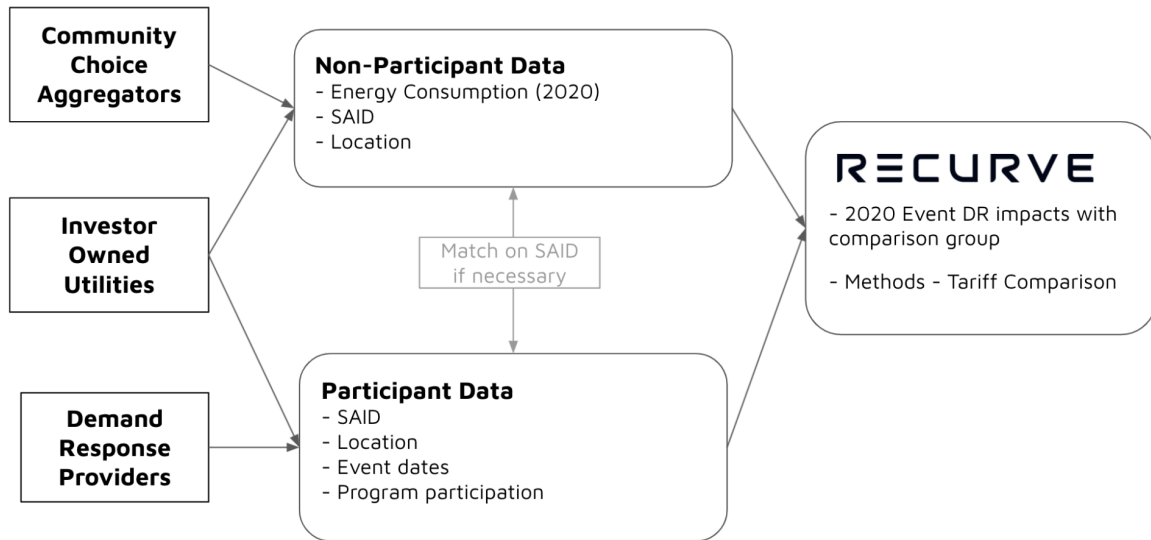 Community
Choice
Aggregators
Investor
Owned
Utilities
Demand
Response
Providers
Non-Participant Data
- Energy Consumption (2020)
- SAID
- Location
Match on SAID
if necessary
Participant Data
- SAID
- Location
- Event dates
- Program participation
RECURVE
- 2020 Event DR impacts with
comparison group
- Methods - Tariff Comparison